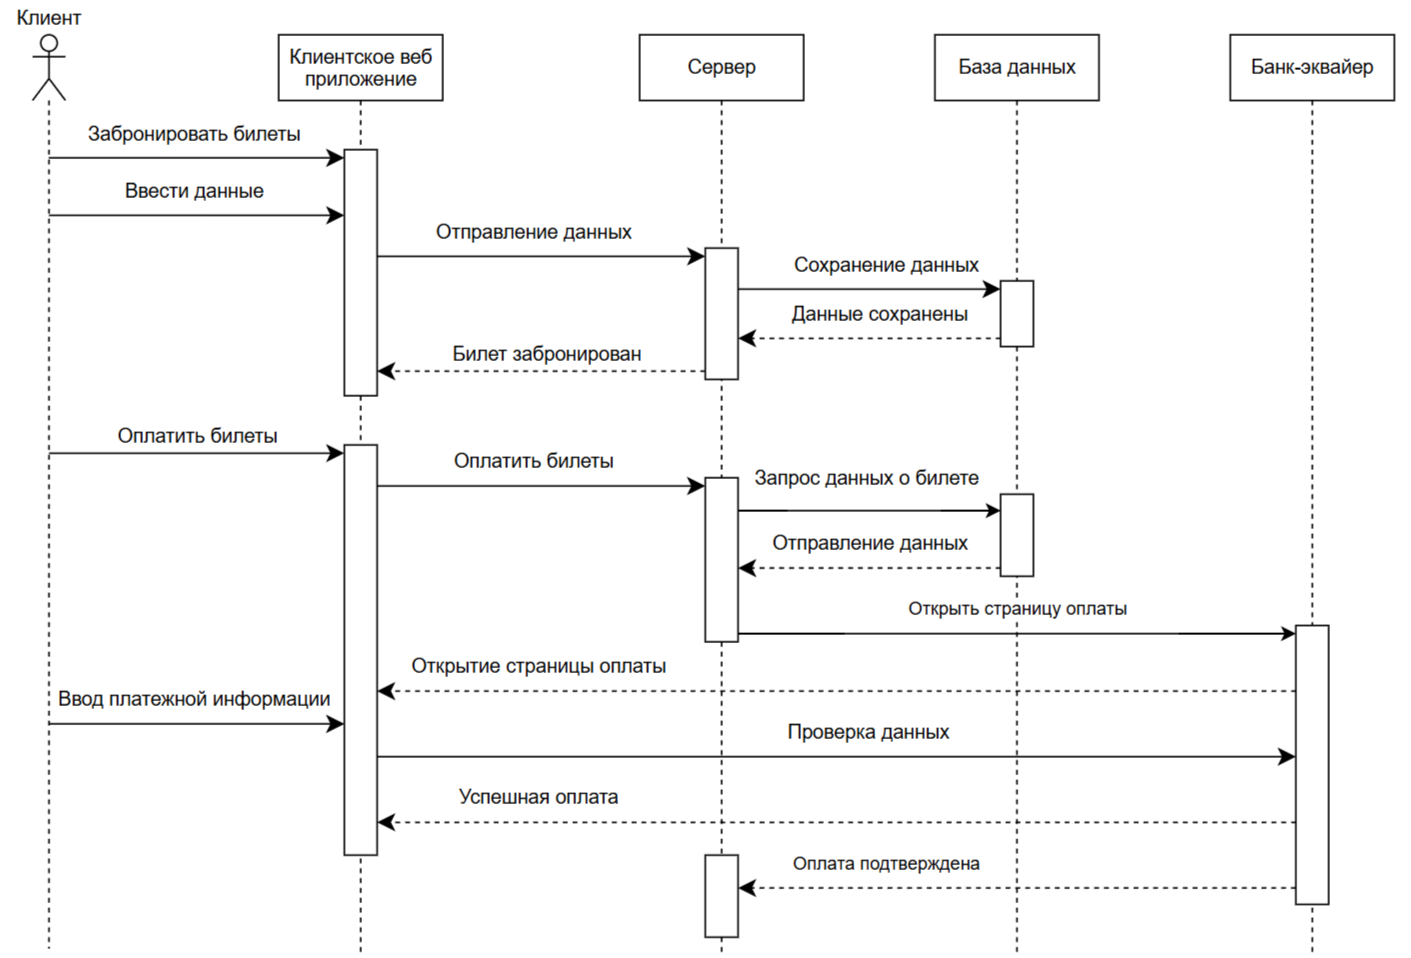 Клиент
Клиентское веб
приложение
Сервер
База данных
Банк-эквайер
Забронировать билеты
Ввести данные
Отправление данных
Сохранение данных
Данные сохранены
Билет забронирован
Оплатить билеты
Оплатить билеты
Запрос данных о билете
Отправление данных
Открыть страницу оплаты
Открытие страницы оплаты
Ввод платежной информации
Проверка данных
Успешная оплата
Оплата подтверждена